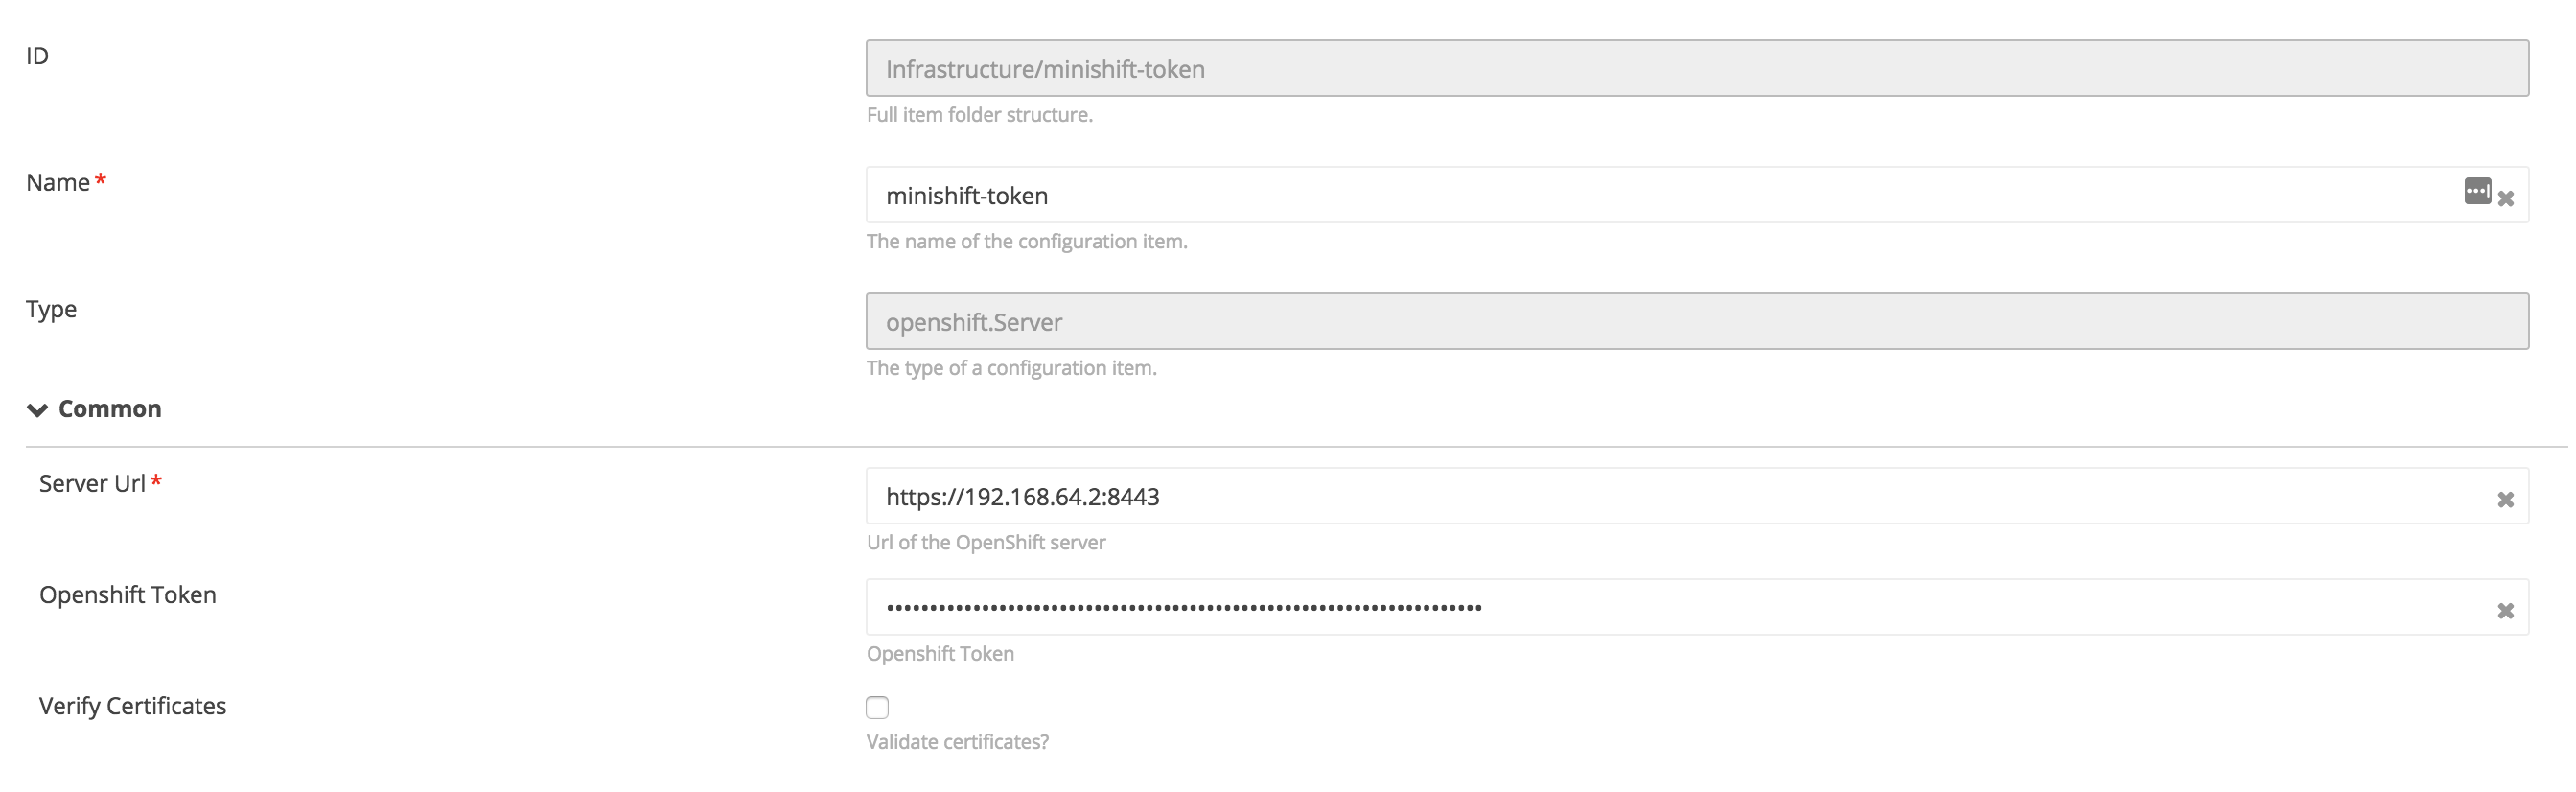 ID
Infrastructure/minishift-token
Full item folder structure.
Name *
minishift-token
The name of the configuration item.
Type
openshift.Server
The type of a configuration item.
Common
Server Url *
https://192.168.64.2:8443
Url of the OpenShift server
Openshift Token
•••••••••••••••••••••••••••••••••••••••••••••••••••••••••••••••••••••
Openshift Token
Verify Certificates
Validate certificates?